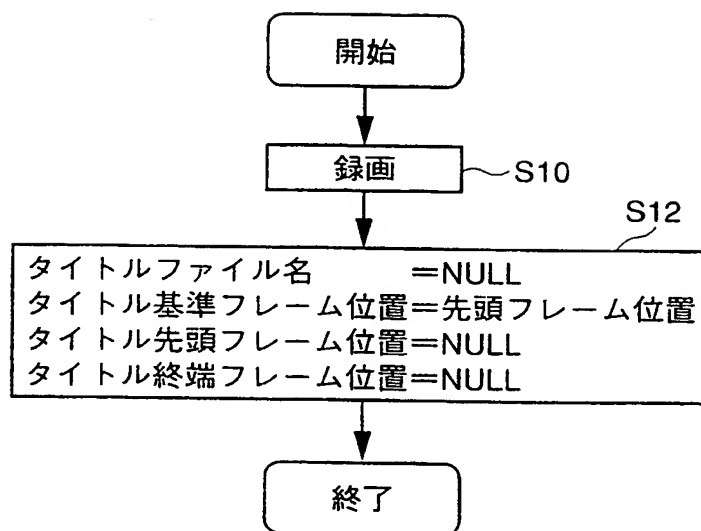 開始
録画
S10
S12
タイトルファイル名　　　＝NULL
タイトル基準フレーム位置＝先頭フレーム位置
タイトル先頭フレーム位置＝NULL
タイトル終端フレーム位置＝NULL
終了